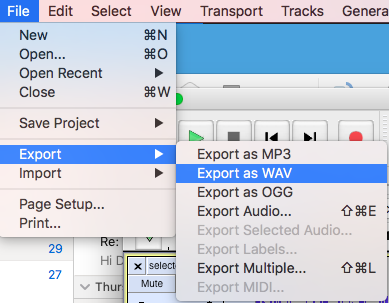 File Edit Select View Transport Tracks Genera
New ⌘N
Open... ⌘O
Open Recent
Close ⌘W
Save Project
Export
Import
Page Setup...
Print...
Export as MP3
Export as WAV
Export as OGG
Export Audio... ⇧⌘E
Export Selected Audio...
Export Labels...
Export Multiple... ⇧⌘L
Export MIDI...
29
27
Re:
Hi D
Thur
× selecte
Mute